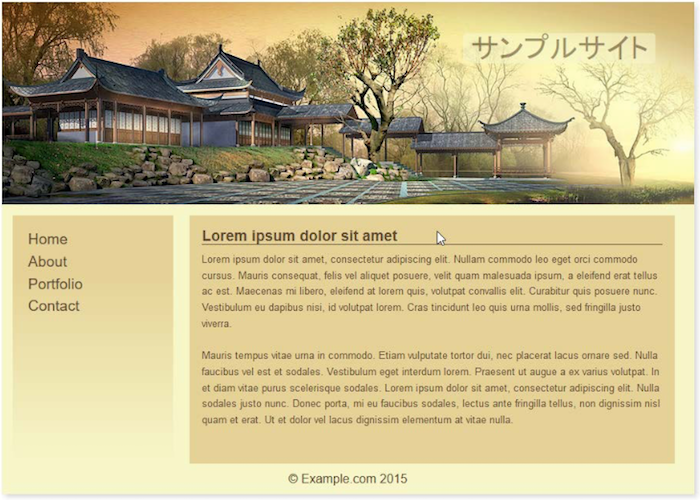 サンプルサイト
Home
About
Portfolio
Contact
Lorem ipsum dolor sit amet
Lorem ipsum dolor sit amet, consectetur adipiscing elit. Nullam commodo leo eget orci commodo
cursus. Mauris consequat, felis vel aliquet posuere, velit quam malesuada ipsum, a eleifend erat tellus
ac est. Maecenas mi libero, eleifend at lorem quis, volutpat convallis elit. Curabitur quis posuere nunc.
Vestibulum eu dapibus nisi, id volutpat lorem. Cras tincidunt leo quis urna mollis, sed fringilla justo
viverra.
Mauris tempus vitae urna in commodo. Etiam vulputate tortor dui, nec placerat lacus ornare sed. Nulla
faucibus vel est et sodales. Vestibulum eget interdum lorem. Praesent ut augue a ex varius volutpat. In
et diam vitae purus scelerisque sodales. Lorem ipsum dolor sit amet, consectetur adipiscing elit. Nulla
sodales justo nunc. Donec porta, mi eu faucibus sodales, lectus ante fringilla tellus, non dignissim nisl
quam et erat. Ut et dolor vel lacus dignissim elementum at vitae nulla.
© Example.com 2015